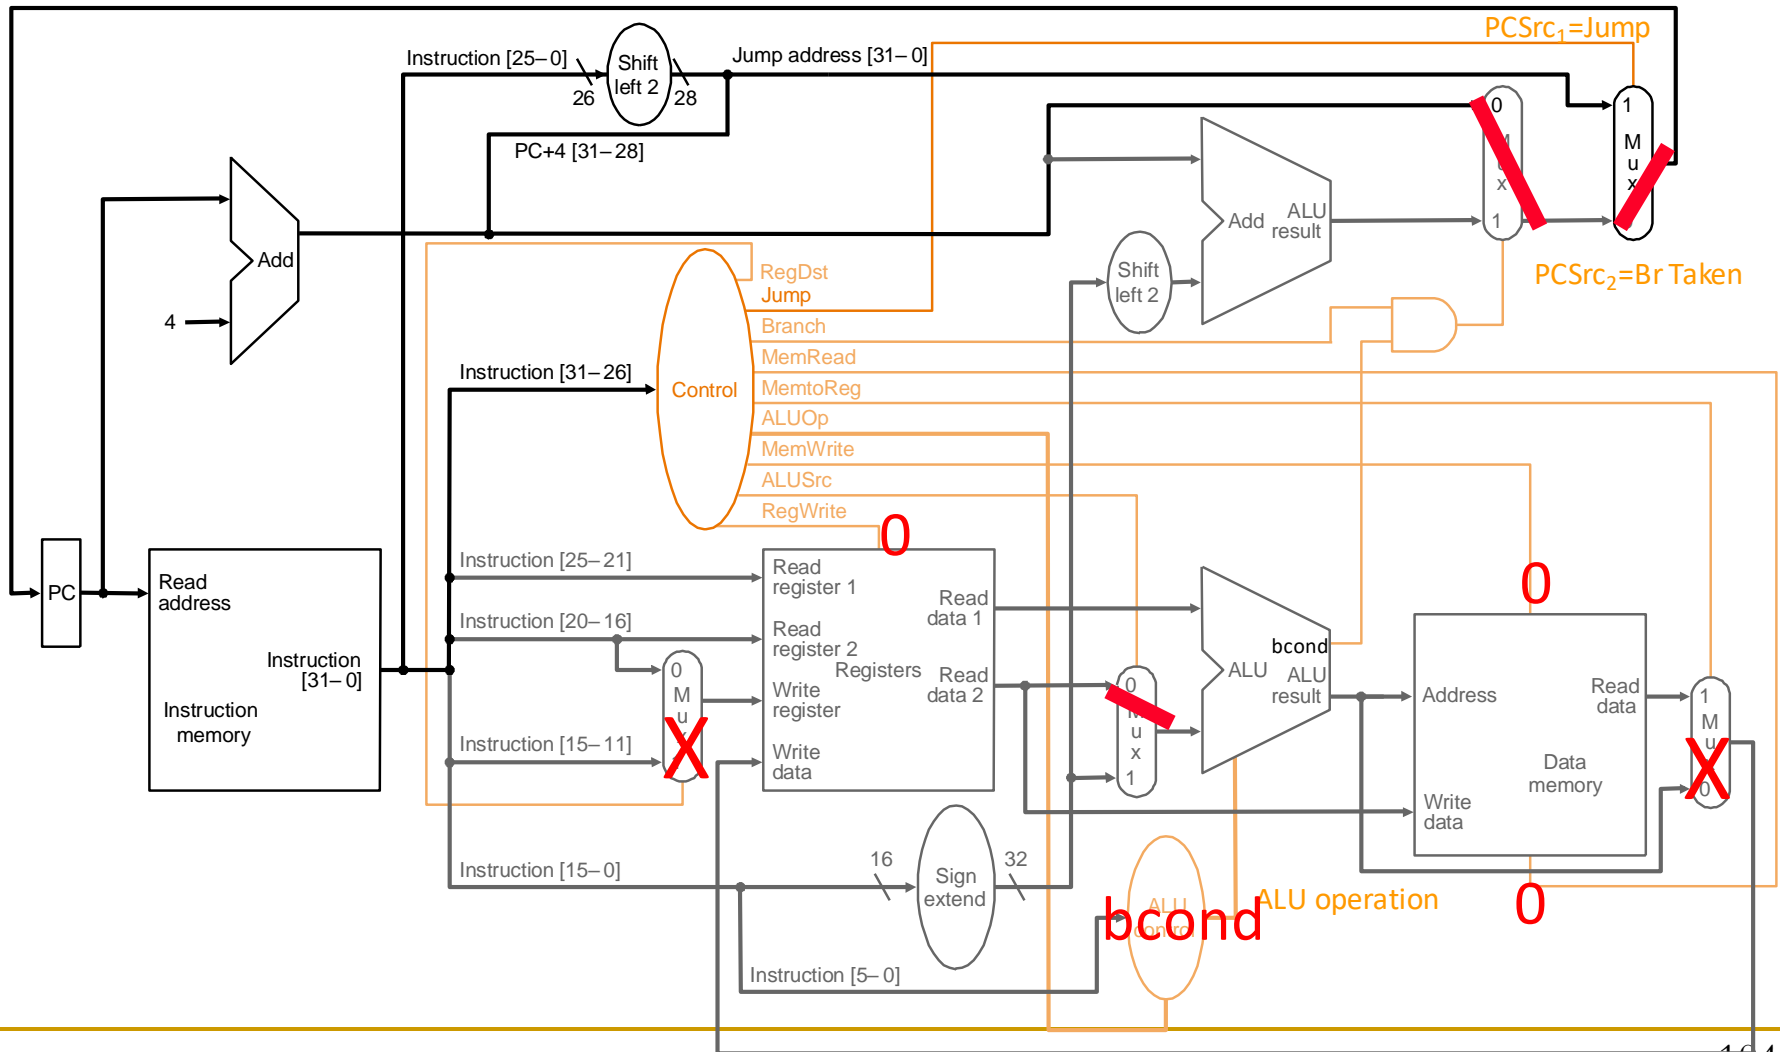 PCSrc1=Jump
Instruction [25–0]
Shift
left 2
Jump address [31–0]
26
28
PC+4 [31–28]
0
M
u
x
1
1
M
u
x
Add
4
Add
ALU
result
Shift
left 2
PCSrc2=Br Taken
RegDst
Jump
Branch
MemRead
MemtoReg
ALUOp
MemWrite
ALUSrc
RegWrite
Instruction [31–26]
Control
0
PC
Read
address
Instruction
[31–0]
Instruction
memory
Instruction [25–21]
Instruction [20–16]
Instruction [15–11]
Instruction [15–0]
Instruction [5–0]
0
M
u
X
Read
register 1
Read
register 2
Registers
Write
register
Write
data
Read
data 1
Read
data 2
0
M
u
x
1
bcond
ALU
ALU
result
0
Address
Read
data
Data
memory
Write
data
1
M
u
X
0
0
16
Sign
extend
32
ALU
control
bcond
ALU operation